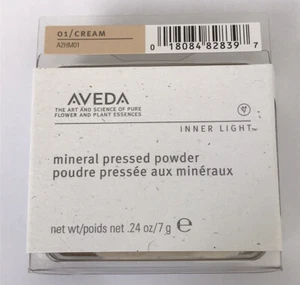 01/CREAM
A2HM01
0 18084 82839 7
AVEDA
THE ART AND SCIENCE OF PURE
FLOWER AND PLANT ESSENCES
INNER LIGHT™
mineral pressed powder
poudre pressée aux minéraux
net wt/poids net .24 oz/7 g ℮